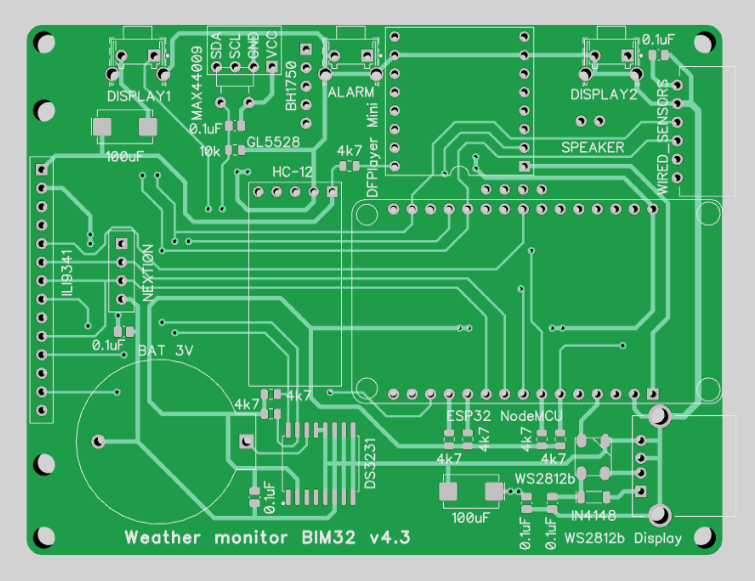 0.1uF
SDA
SCL
GND
VCC
MAX44009
BH1750
DISPLAY1
ALARM
DISPLAY2
WIRED_SENSORS
0.1uF
100uF
GL5528
10k
4k7
DFPlayer Mini
SPEAKER
HC-12
ILI9341
NEXTION
0.1uF
BAT 3V
4k7
4k7
4k7
ESP32 NodeMCU
4k7
4k7
4k7
4k7
DS3231
WS2812b
0.1uF
100uF
IN4148
0.1uF
0.1uF
Weather monitor BIM32 v4.3
WS2812b Display